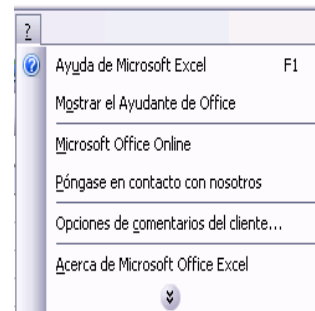 ?
Ayuda de Microsoft Excel F1
Mostrar el Ayudante de Office
Microsoft Office Online
Póngase en contacto con nosotros
Opciones de comentarios del cliente...
Acerca de Microsoft Office Excel